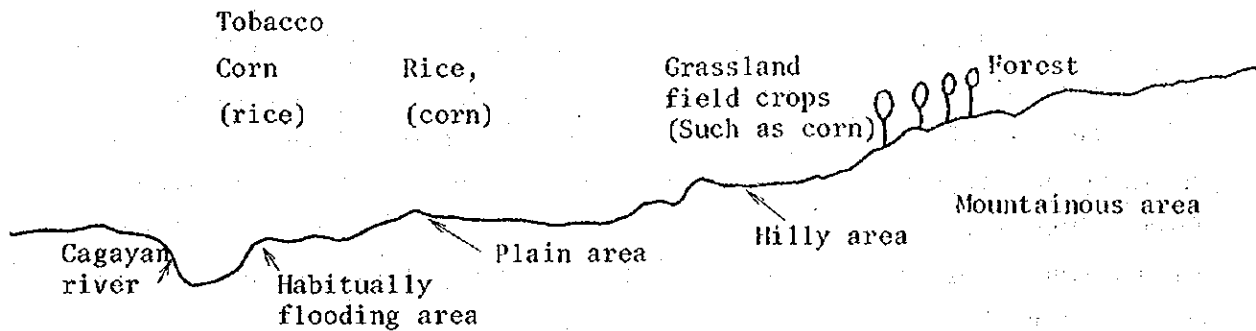 Tobacco
Corn
(rice)
Rice,
(corn)
Grassland
field crops
(Such as corn)
Forest
Cagayan
river
Habitually
flooding area
Plain area
Hilly area
Mountainous area